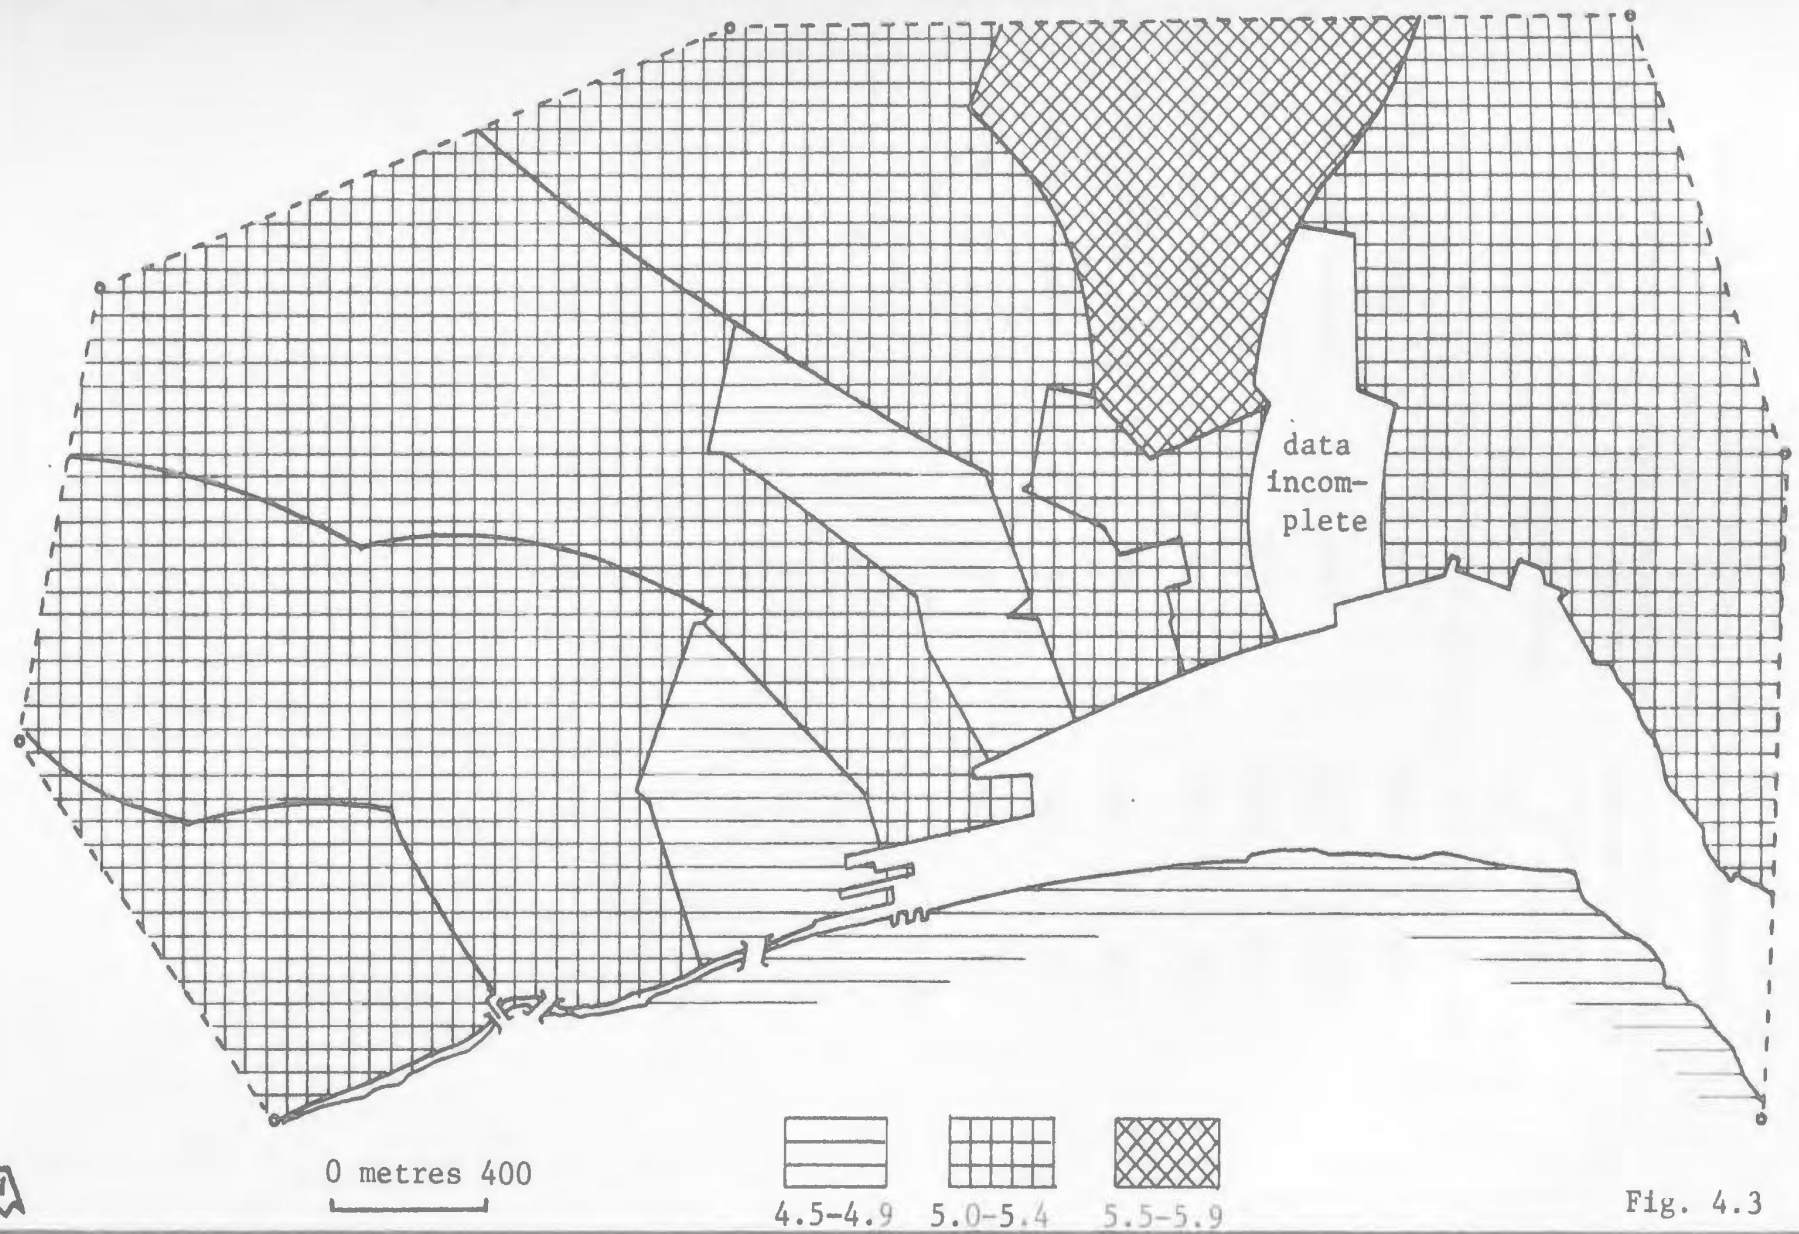 data
incom-
plete
0 metres 400
4.5-4.9 5.0-5.4 5.5-5.9
Fig. 4.3